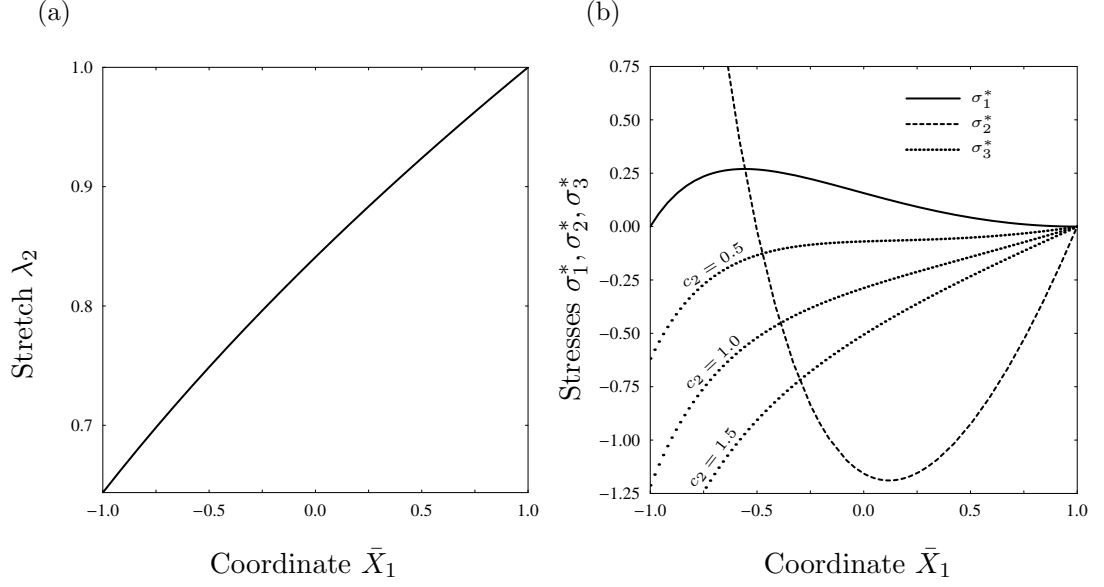 (a)
(b)
1.0
0.9
0.8
0.7
Stretch λ₂
−1.0
−0.5
0.0
0.5
1.0
Coordinate X̄₁
0.75
0.50
0.25
0.00
−0.25
−0.50
−0.75
−1.00
−1.25
Stresses σ₁*, σ₂*, σ₃*
σ₁*
σ₂*
σ₃*
c₂ = 0.5
c₂ = 1.0
c₂ = 1.5
−1.0
−0.5
0.0
0.5
1.0
Coordinate X̄₁